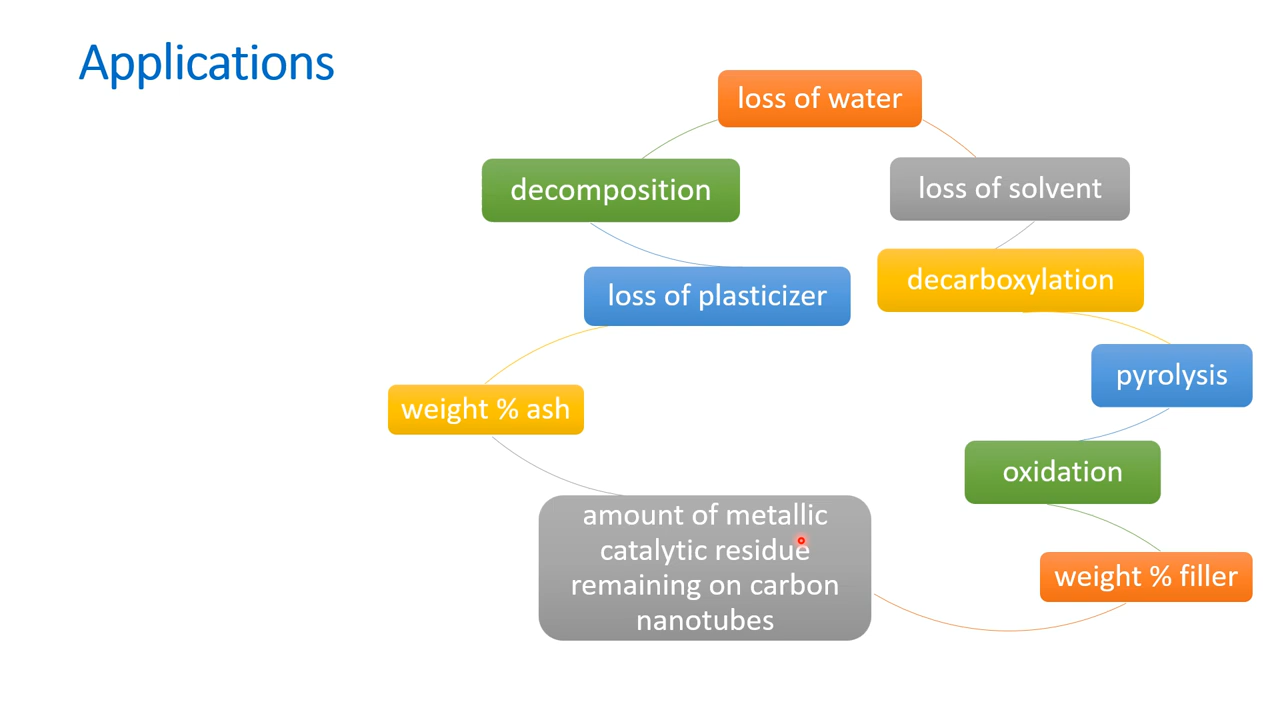 Applications
loss of water
decomposition
loss of solvent
decarboxylation
loss of plasticizer
pyrolysis
weight % ash
oxidation
amount of metallic
catalytic residue
remaining on carbon
nanotubes
weight % filler